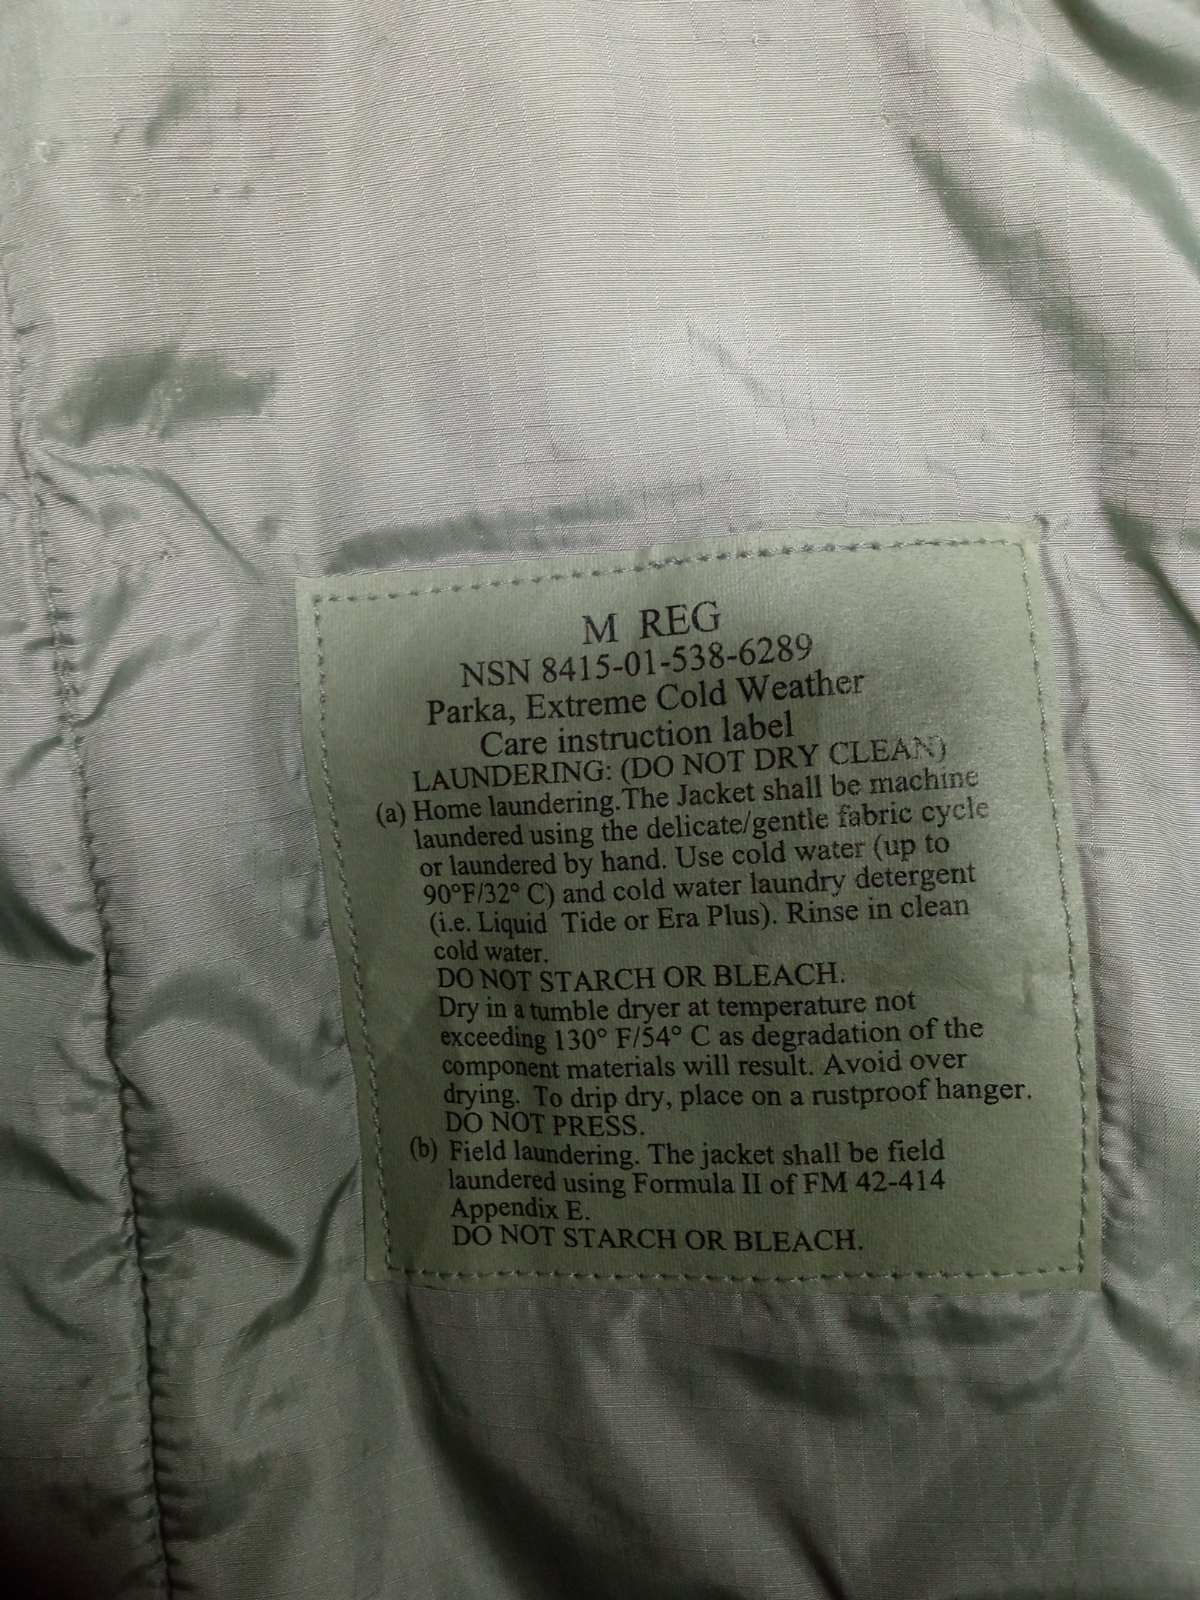 M REG
NSN 8415-01-538-6289
Parka, Extreme Cold Weather
Care instruction label
LAUNDERING: (DO NOT DRY CLEAN)
(a) Home laundering.The Jacket shall be machine
laundered using the delicate/gentle fabric cycle
or laundered by hand. Use cold water (up to
90°F/32° C) and cold water laundry detergent
(i.e. Liquid Tide or Era Plus). Rinse in clean
cold water.
DO NOT STARCH OR BLEACH.
Dry in a tumble dryer at temperature not
exceeding 130° F/54° C as degradation of the
component materials will result. Avoid over
drying. To drip dry, place on a rustproof hanger.
DO NOT PRESS.
(b) Field laundering. The jacket shall be field
laundered using Formula II of FM 42-414
Appendix E.
DO NOT STARCH OR BLEACH.